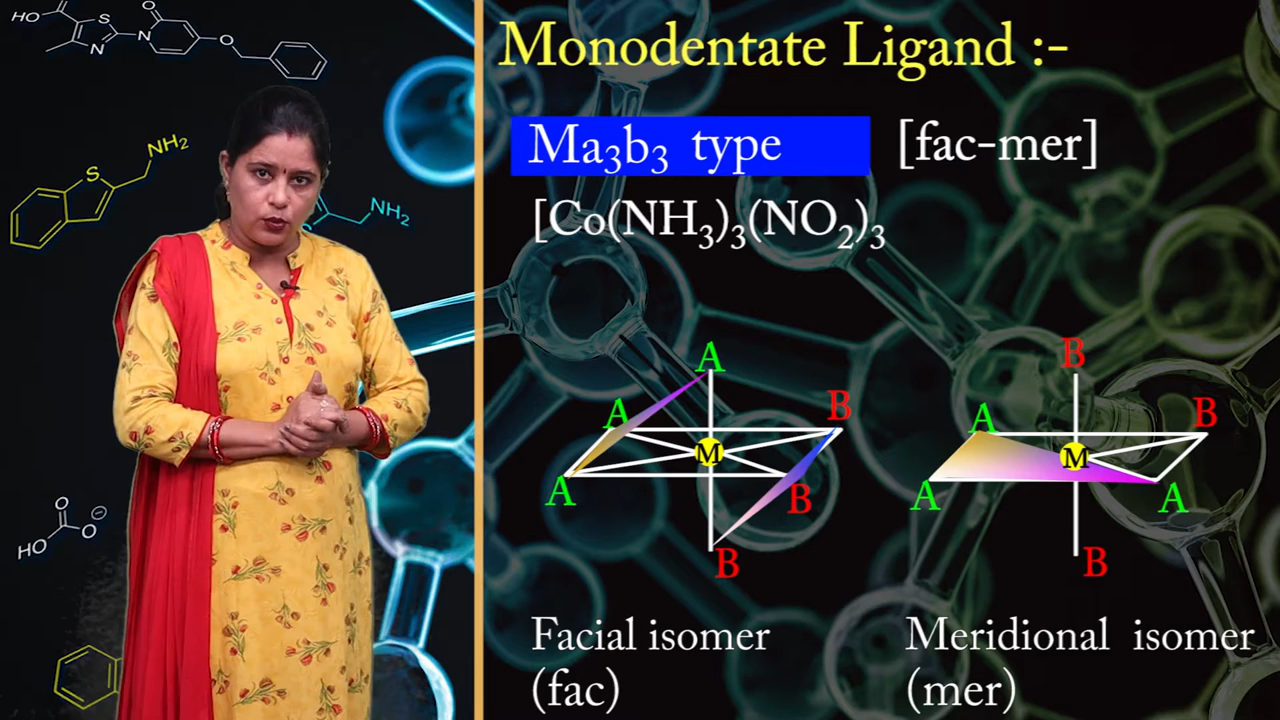 HO
O
S
N
N
O
NH₂
S
NH₂
O
HO
O⊖
Monodentate Ligand :-
Ma₃b₃ type [fac-mer]
[Co(NH₃)₃(NO₂)₃
A
A
B
M
A
B
B
B
A
B
M
A
A
B
Facial isomer
(fac)
Meridional isomer
(mer)